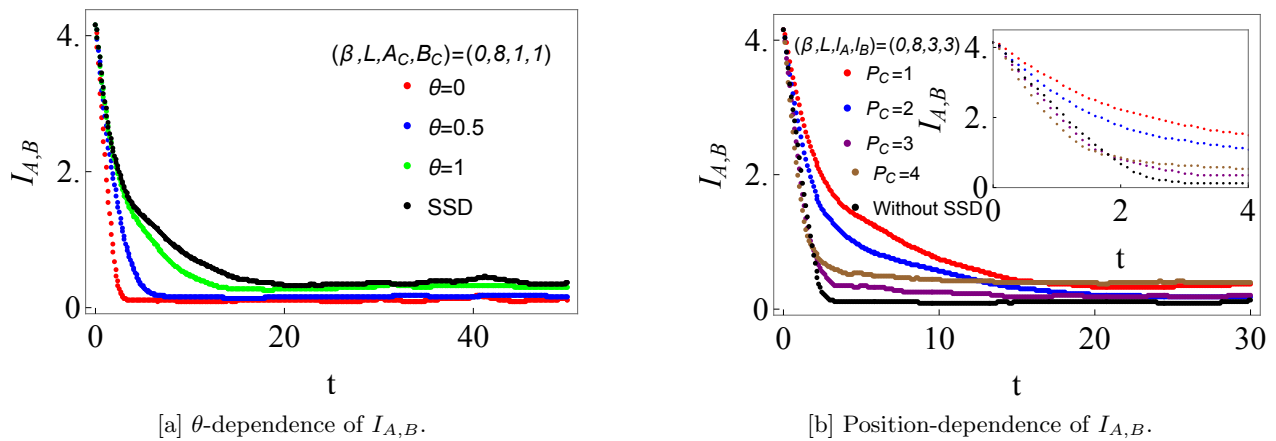 4.
2.
0
I_{A,B}
(β,L,A_C,B_C)=(0,8,1,1)
θ=0
θ=0.5
θ=1
SSD
0
20
40
t
[a] θ-dependence of I_{A,B}.
4.
2.
0
I_{A,B}
(β,L,l_A,l_B)=(0,8,3,3)
P_C=1
P_C=2
P_C=3
P_C=4
Without SSD
4.
2.
0
I_{A,B}
0
2
4
t
0
10
20
30
t
[b] Position-dependence of I_{A,B}.